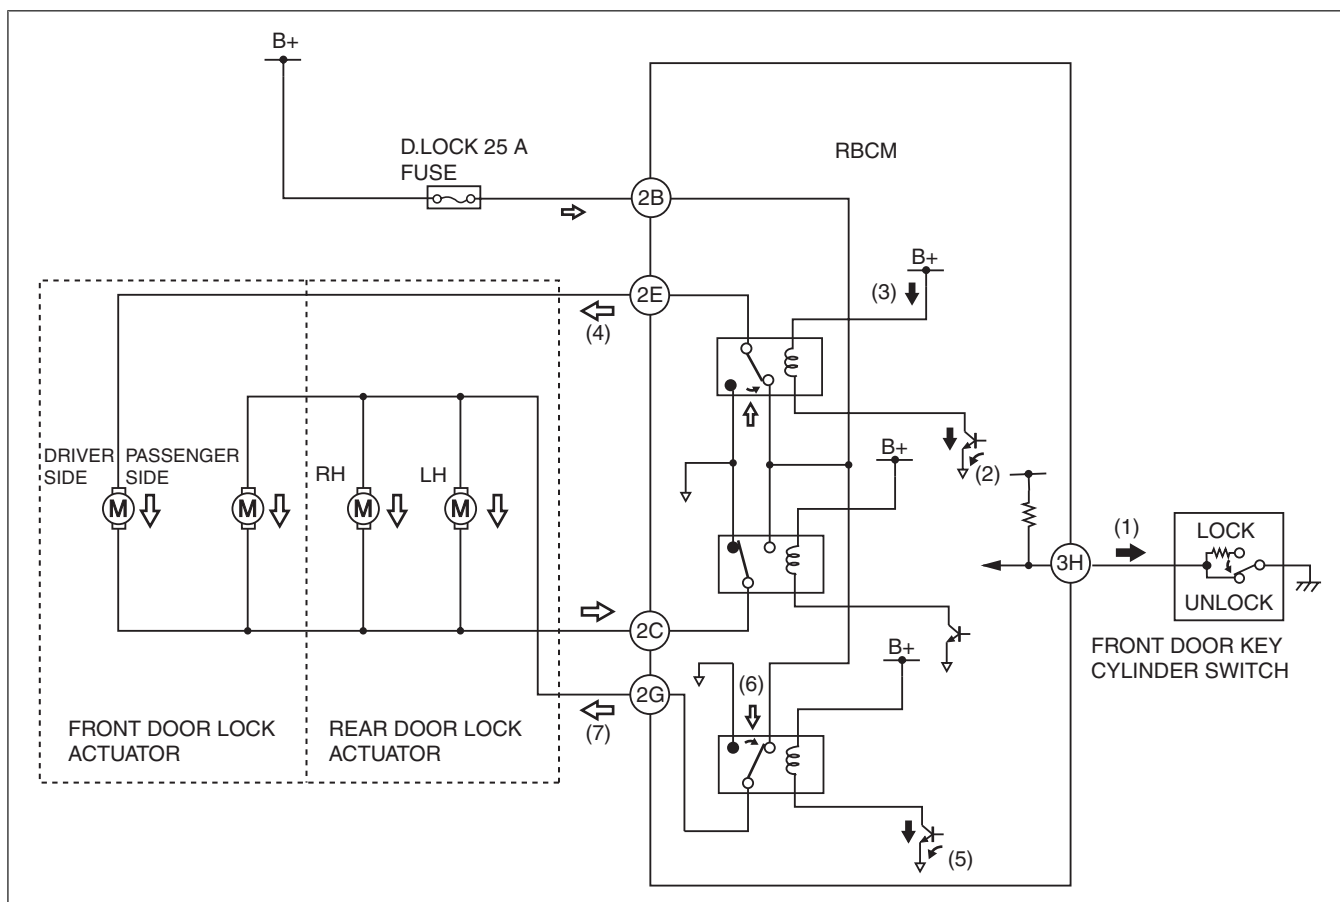 B+
D.LOCK 25 A
FUSE
RBCM
2B
B+
(3)
2E
(4)
B+
(2)
DRIVER
SIDE
PASSENGER
SIDE
RH
LH
M
M
M
M
(1)
LOCK
3H
UNLOCK
2C
B+
FRONT DOOR KEY
CYLINDER SWITCH
2G
(6)
(7)
FRONT DOOR LOCK
ACTUATOR
REAR DOOR LOCK
ACTUATOR
(5)